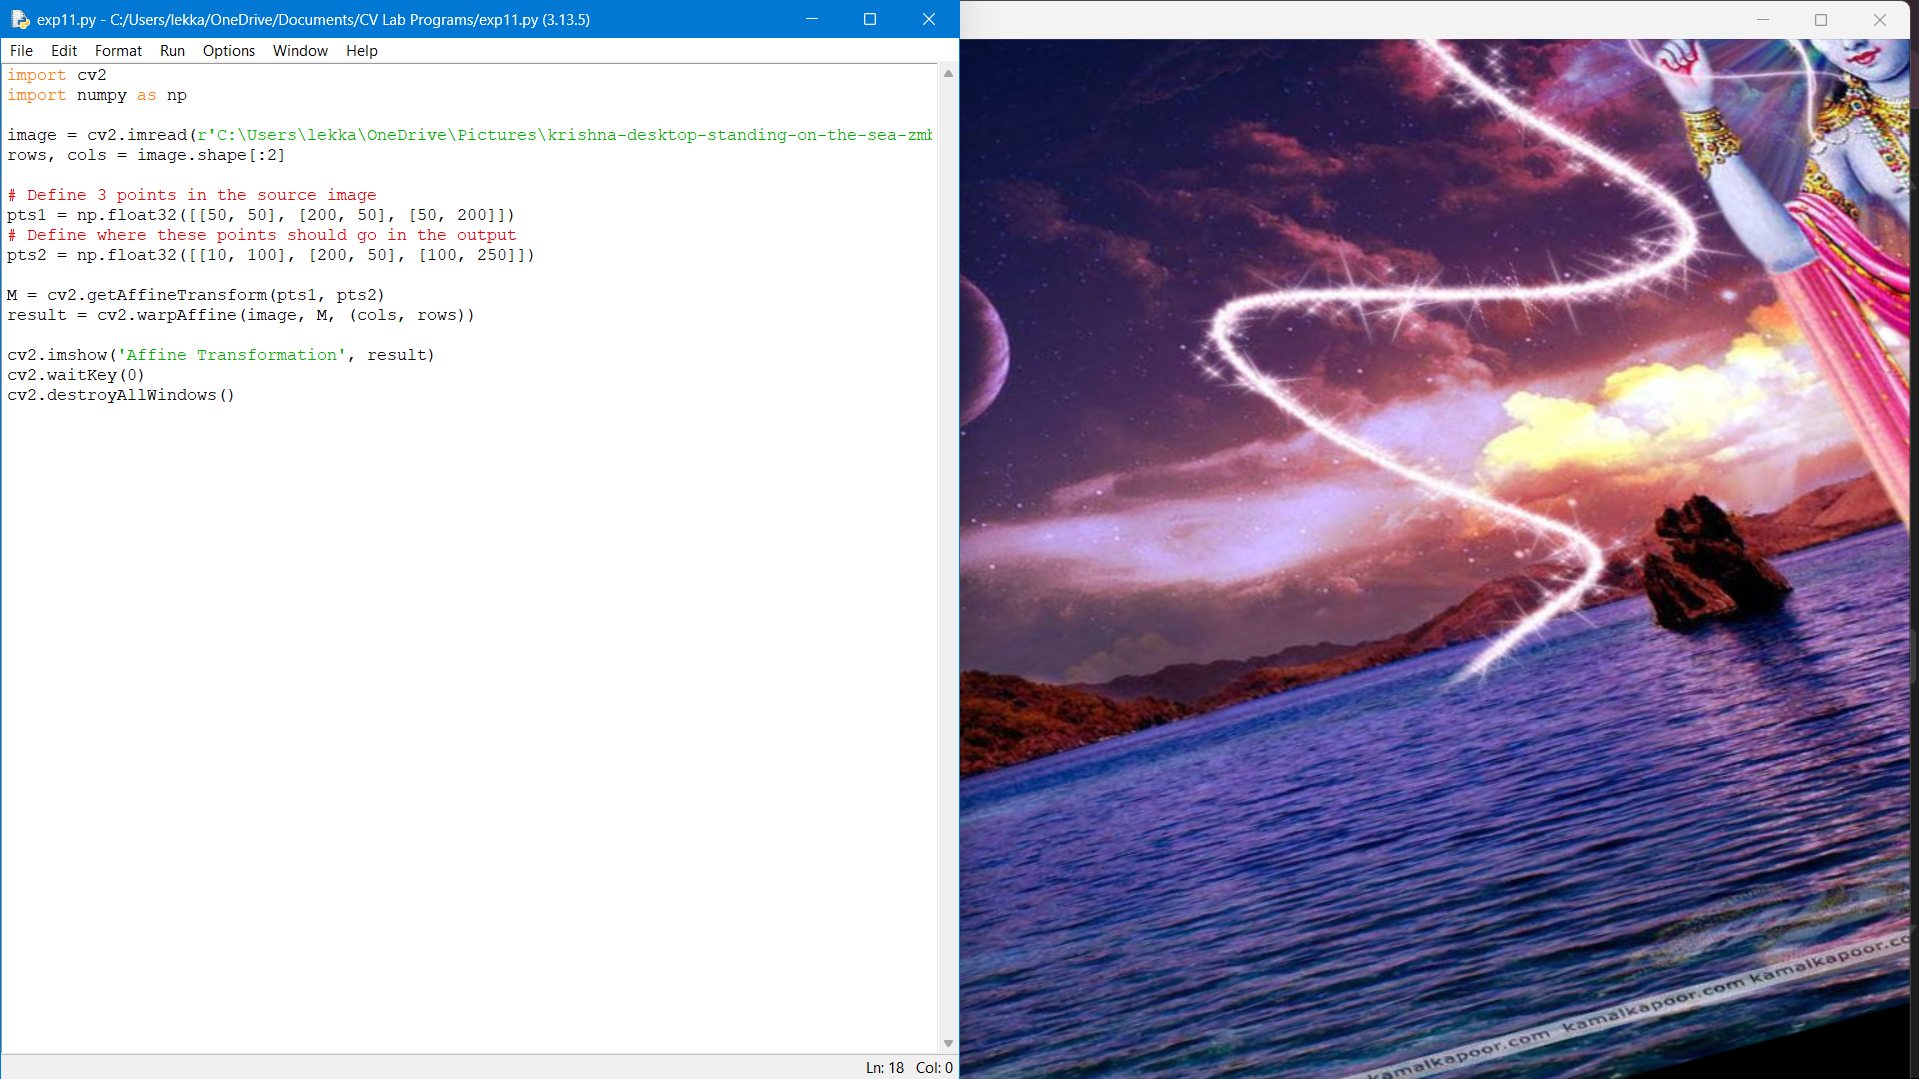 exp11.py - C:/Users/lekka/OneDrive/Documents/CV Lab Programs/exp11.py (3.13.5)
File Edit Format Run Options Window Help
import cv2
import numpy as np
image = cv2.imread(r'C:\Users\lekka\OneDrive\Pictures\krishna-desktop-standing-on-the-sea-zmb
rows, cols = image.shape[:2]
# Define 3 points in the source image
pts1 = np.float32([[50, 50], [200, 50], [50, 200]])
# Define where these points should go in the output
pts2 = np.float32([[10, 100], [200, 50], [100, 250]])
M = cv2.getAffineTransform(pts1, pts2)
result = cv2.warpAffine(image, M, (cols, rows))
cv2.imshow('Affine Transformation', result)
cv2.waitKey(0)
cv2.destroyAllWindows()
Ln: 18 Col: 0
kamalkapoor.com kamalkapoor.com kamalkapoor.co